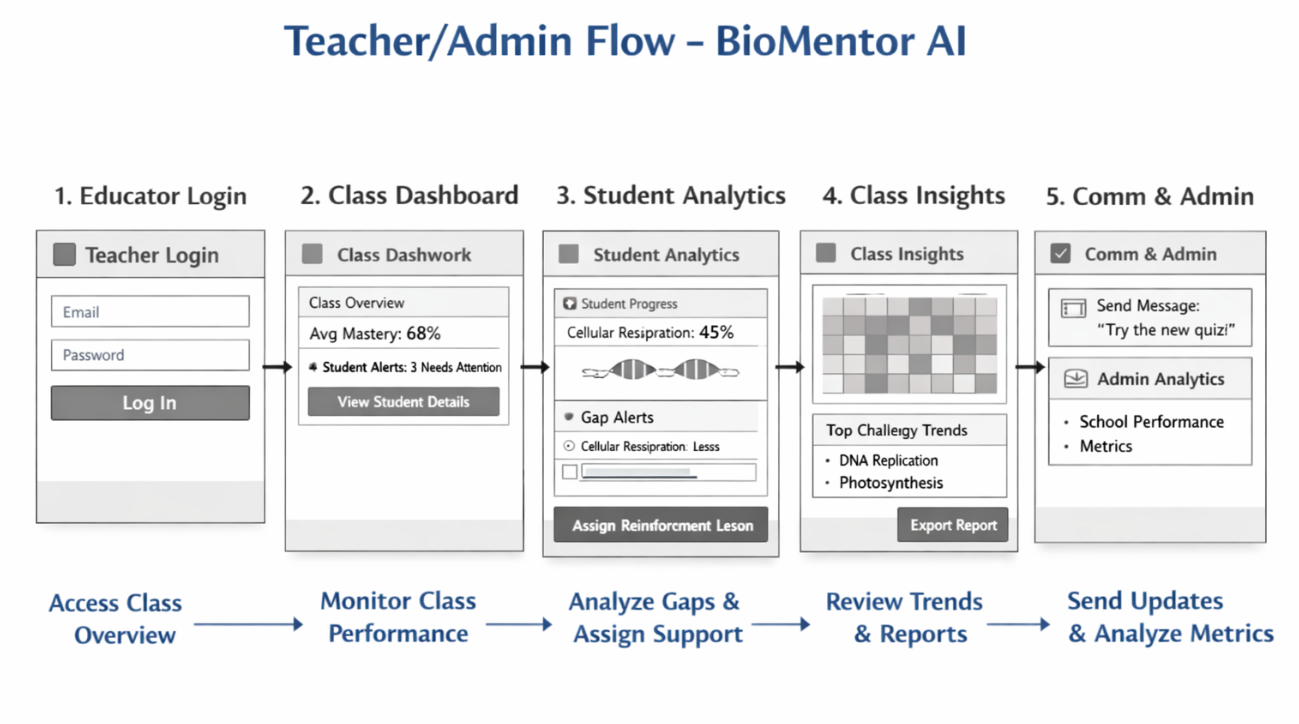 Teacher/Admin Flow – BioMentor AI
1. Educator Login
Teacher Login
Email
Password
Log In
2. Class Dashboard
Class Dashwork
Class Overview
Avg Mastery: 68%
Student Alerts: 3 Needs Attention
View Student Details
3. Student Analytics
Student Analytics
Student Progress
Cellular Resipration: 45%
Gap Alerts
Cellular Ressipration: Lesss
Assign Reinforcment Leson
4. Class Insights
Class Insights
Top Challeıgy Trends
• DNA Replication
• Photosynthesis
Export Report
5. Comm & Admin
Comm & Admin
Send Message:
“Try the new quiz!”
Admin Analytics
• School Performance
• Metrics
Access Class
Overview
Monitor Class
Performance
Analyze Gaps &
Assign Support
Review Trends
& Reports
Send Updates
& Analyze Metrics